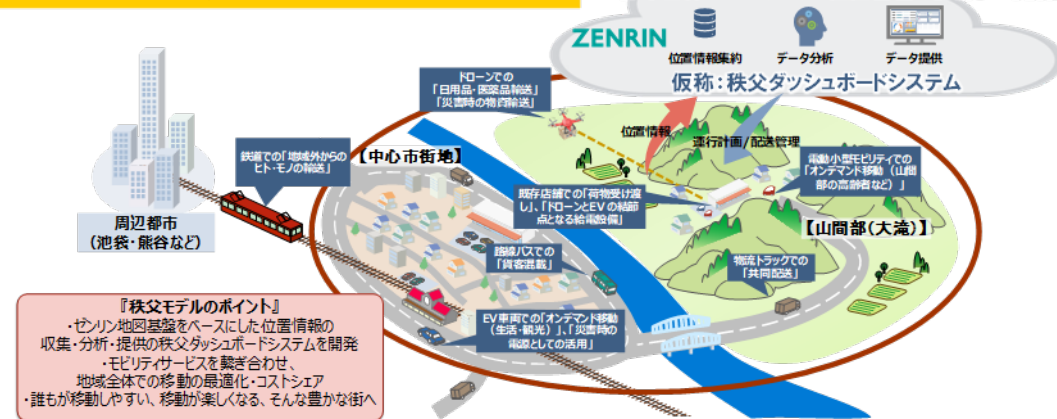 ZENRIN
位置情報集約
データ分析
データ提供
仮称:秩父ダッシュボードシステム
ドローンでの
「日用品・医薬品輸送」
「災害時の物資輸送」
位置情報
運行計画/配送管理
鉄道での「地域外からの
ヒト・モノの輸送」
【中心市街地】
電動小型モビリティでの
「オンデマンド移動(山間
部の高齢者など)」
既存店舗での「荷物受け渡
し」、「ドローンとEVの結節
点となる給電設備」
周辺都市
(池袋・熊谷など)
【山間部(大滝)】
路線バスでの
「貨客混載」
物流トラックでの
「共同配送」
EV車両での「オンデマンド移動
(生活・観光)」、「災害時の
電源としての活用」
『秩父モデルのポイント』
・ゼンリン地図基盤をベースにした位置情報の
収集・分析・提供の秩父ダッシュボードシステムを開発
・モビリティサービスを繋ぎ合わせ、
地域全体での移動の最適化・コストシェア
・誰もが移動しやすい、移動が楽しくなる、そんな豊かな街へ